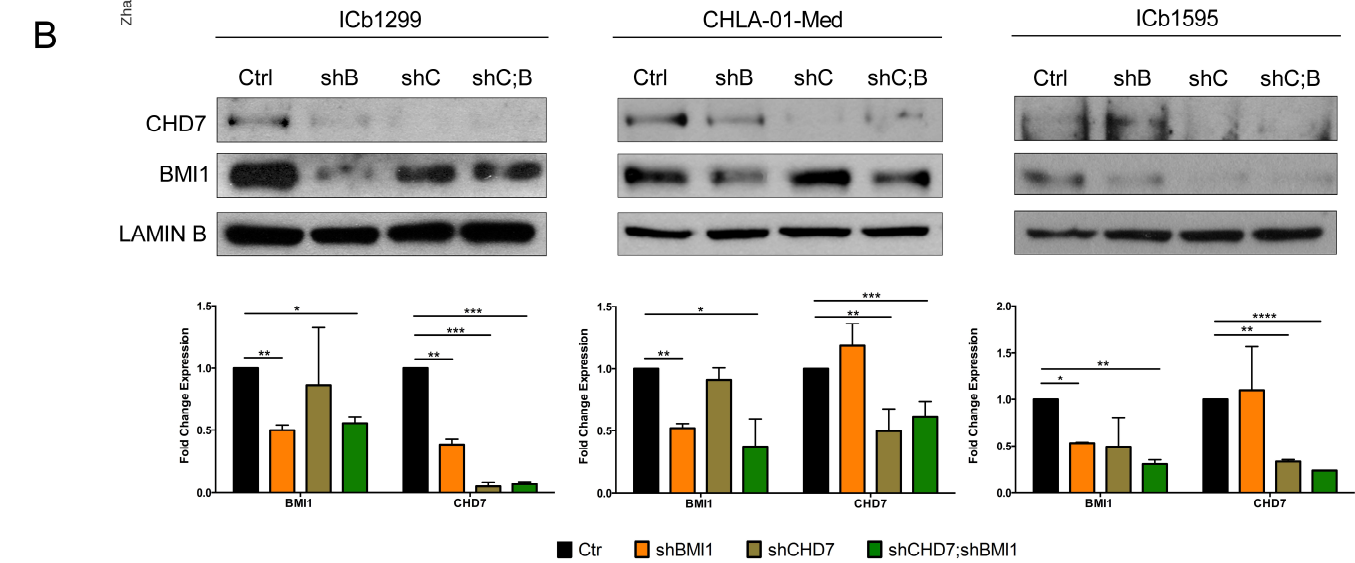 Zha
B
ICb1299
CHLA-01-Med
ICb1595
Ctrl shB shC shC;B
Ctrl shB shC shC;B
Ctrl shB shC shC;B
CHD7
BMI1
LAMIN B
Fold Change Expression
1.5
1.0
0.5
0.0
* ** *** *** **
BMI1 CHD7
Fold Change Expression
1.5
1.0
0.5
0.0
* ** *** **
BMI1 CHD7
Fold Change Expression
2.0
1.5
1.0
0.5
0.0
** * **** **
BMI1 CHD7
Ctr shBMI1 shCHD7 shCHD7;shBMI1